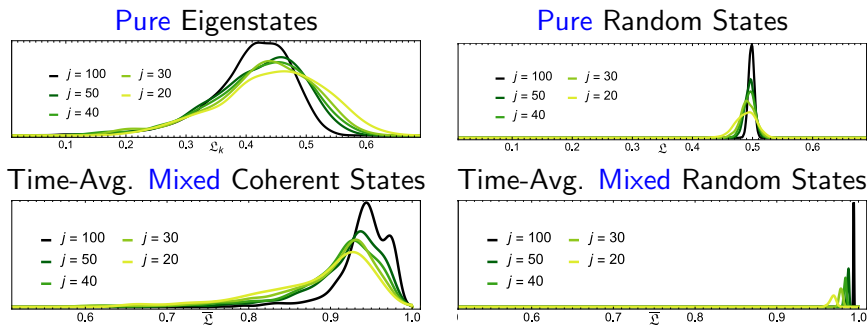 Pure Eigenstates
j = 100
j = 50
j = 40
j = 30
j = 20
0.1 0.2 0.3 0.4 0.5 0.6
𝔏k
Pure Random States
j = 100
j = 50
j = 40
j = 30
j = 20
0.1 0.2 0.3 0.4 0.5 0.6
𝔏
Time-Avg. Mixed Coherent States
j = 100
j = 50
j = 40
j = 30
j = 20
0.6 0.7 0.8 0.9 1.0
𝔏̅
Time-Avg. Mixed Random States
j = 100
j = 50
j = 40
j = 30
j = 20
0.6 0.7 0.8 0.9 1.0
𝔏̅